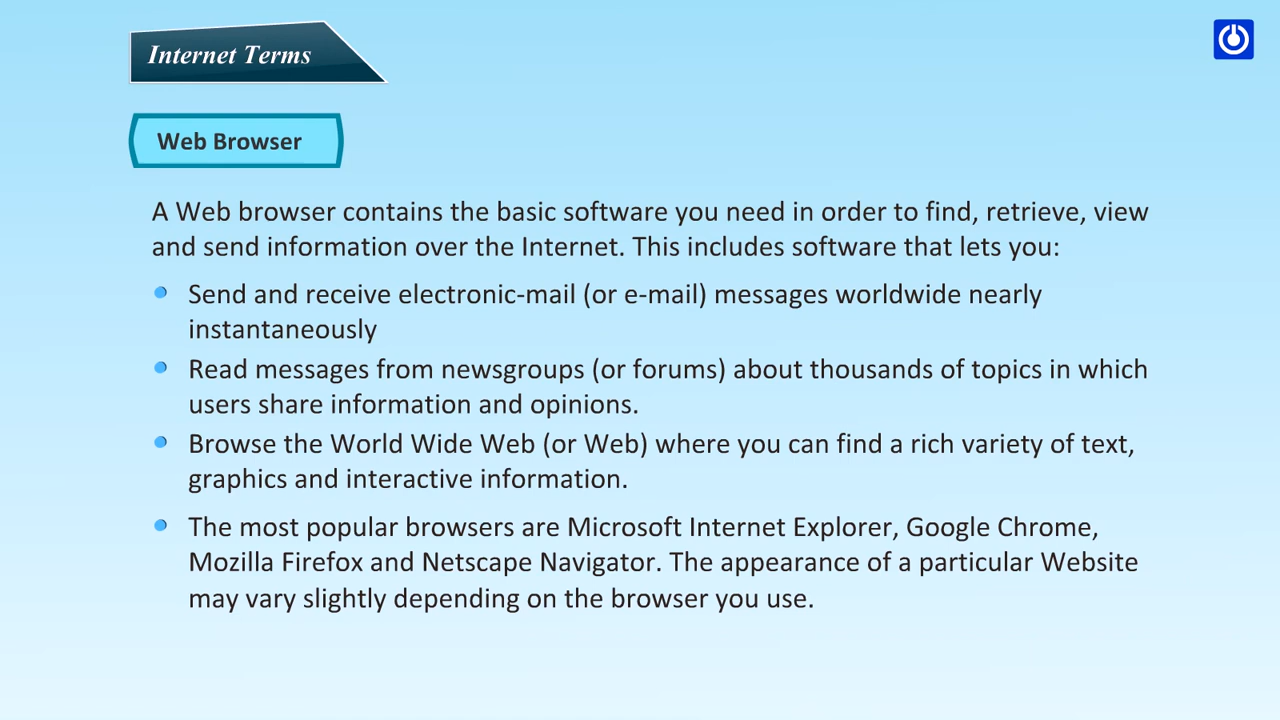 Internet Terms
Web Browser
A Web browser contains the basic software you need in order to find, retrieve, view
and send information over the Internet. This includes software that lets you:
Send and receive electronic-mail (or e-mail) messages worldwide nearly
instantaneously
Read messages from newsgroups (or forums) about thousands of topics in which
users share information and opinions.
Browse the World Wide Web (or Web) where you can find a rich variety of text,
graphics and interactive information.
The most popular browsers are Microsoft Internet Explorer, Google Chrome,
Mozilla Firefox and Netscape Navigator. The appearance of a particular Website
may vary slightly depending on the browser you use.